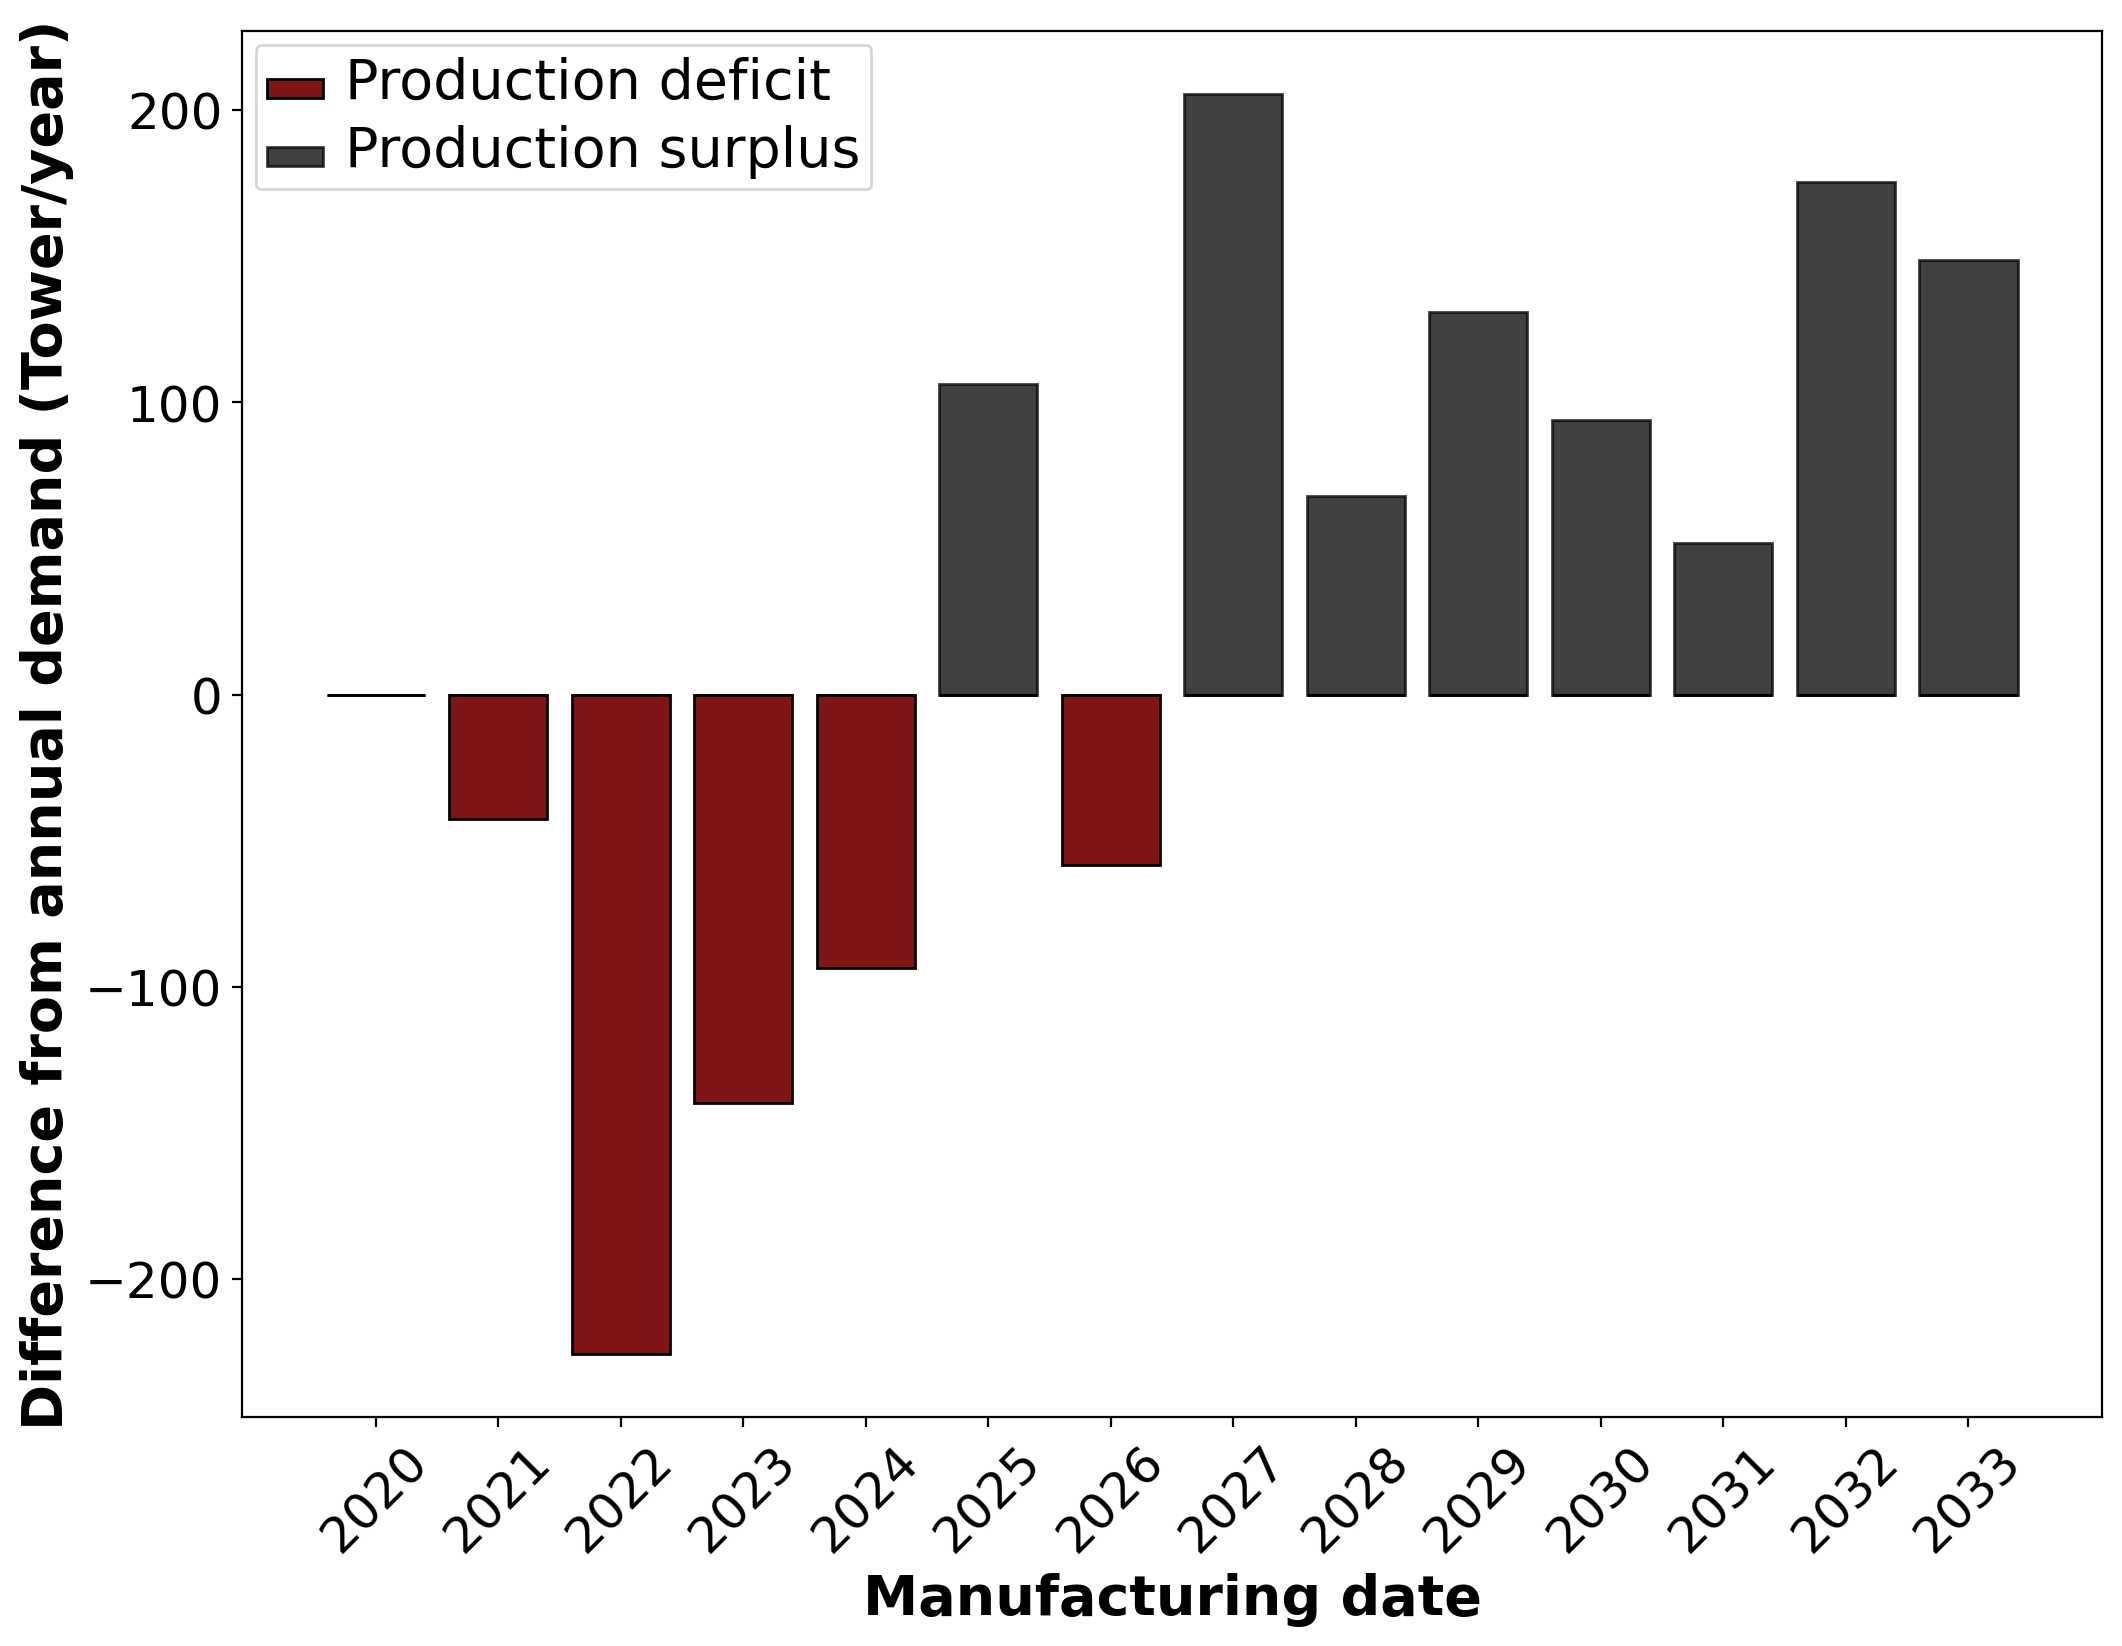 Difference from annual demand (Tower/year)
Production deficit
Production surplus
200
100
0
−100
−200
2020 2021 2022 2023 2024 2025 2026 2027 2028 2029 2030 2031 2032 2033
Manufacturing date